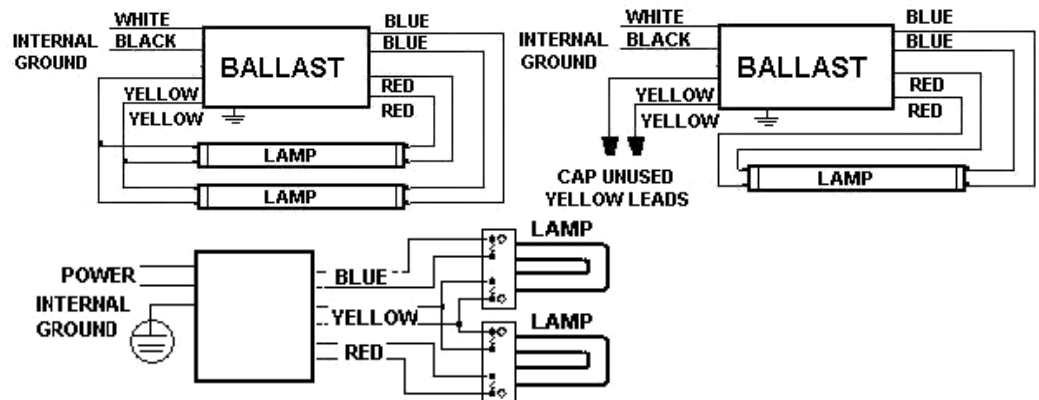 WHITE
BLACK
INTERNAL
GROUND
BALLAST
BLUE
BLUE
YELLOW
YELLOW
RED
RED
LAMP
LAMP
WHITE
BLACK
INTERNAL
GROUND
BALLAST
BLUE
BLUE
YELLOW
YELLOW
RED
RED
CAP UNUSED
YELLOW LEADS
LAMP
POWER
INTERNAL
GROUND
BLUE
YELLOW
RED
LAMP
LAMP